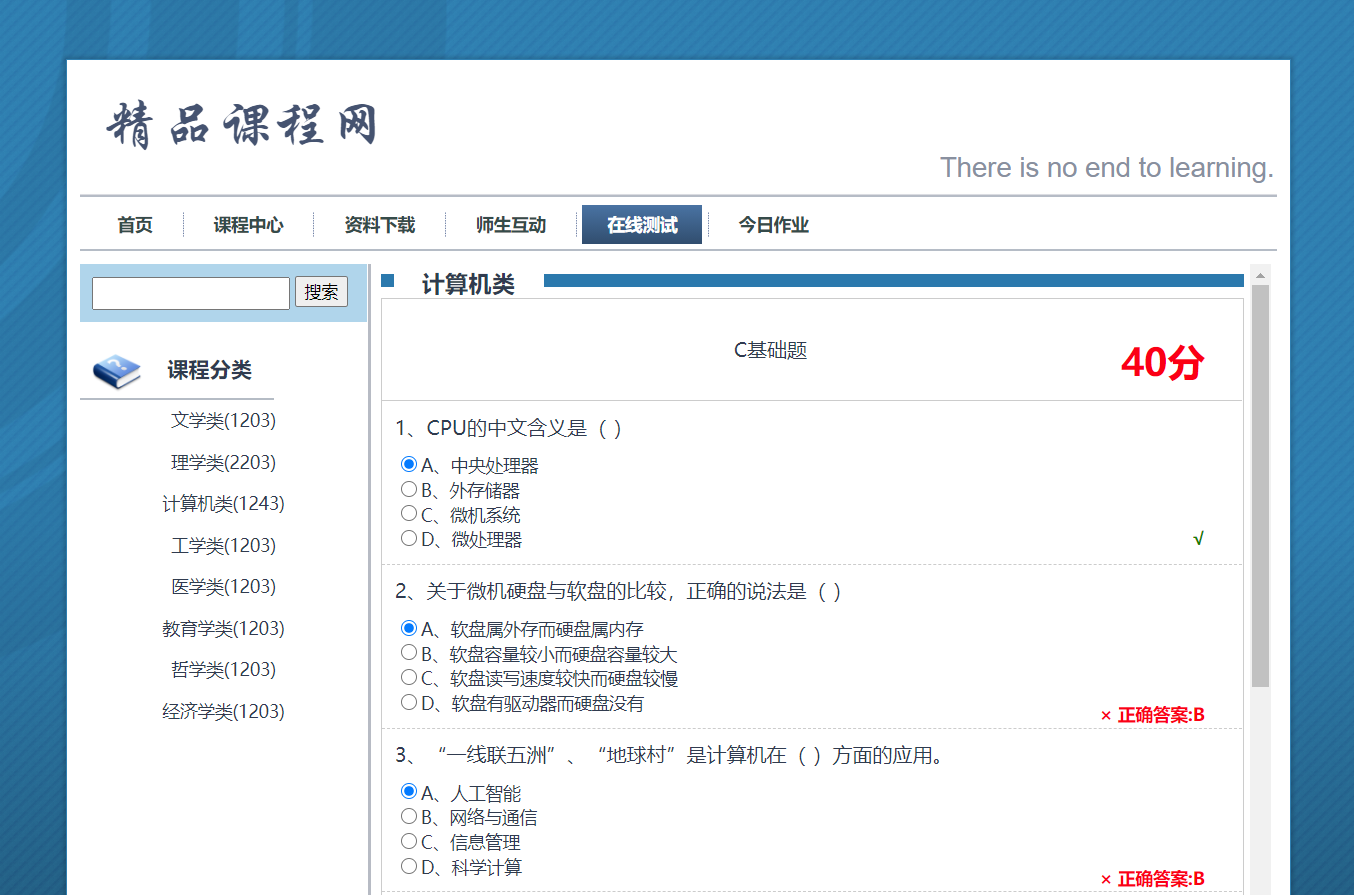 精品课程网
There is no end to learning.
首页 课程中心 资料下载 师生互动 在线测试 今日作业
搜索
课程分类
文学类(1203)
理学类(2203)
计算机类(1243)
工学类(1203)
医学类(1203)
教育学类(1203)
哲学类(1203)
经济学类(1203)
计算机类
C基础题
40分
1、CPU的中文含义是（ ）
A、中央处理器
B、外存储器
C、微机系统
D、微处理器
√
2、关于微机硬盘与软盘的比较，正确的说法是（ ）
A、软盘属外存而硬盘属内存
B、软盘容量较小而硬盘容量较大
C、软盘读写速度较快而硬盘较慢
D、软盘有驱动器而硬盘没有
× 正确答案:B
3、“一线联五洲”、“地球村”是计算机在（ ）方面的应用。
A、人工智能
B、网络与通信
C、信息管理
D、科学计算
× 正确答案:B